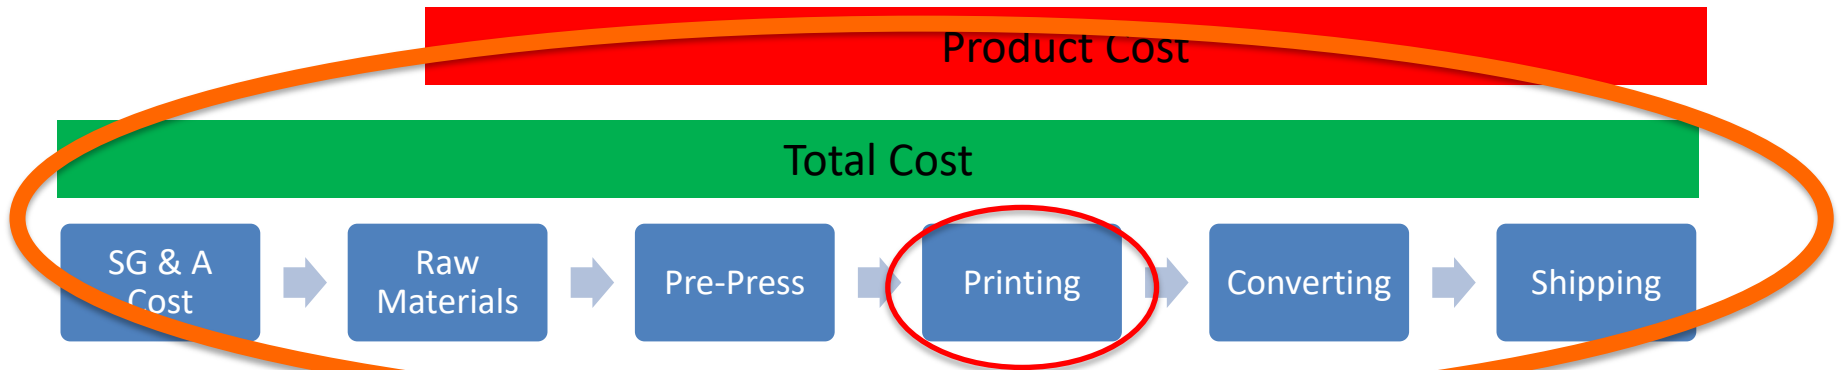 Product Cost
Total Cost
SG & A
Cost
Raw
Materials
Pre-Press
Printing
Converting
Shipping